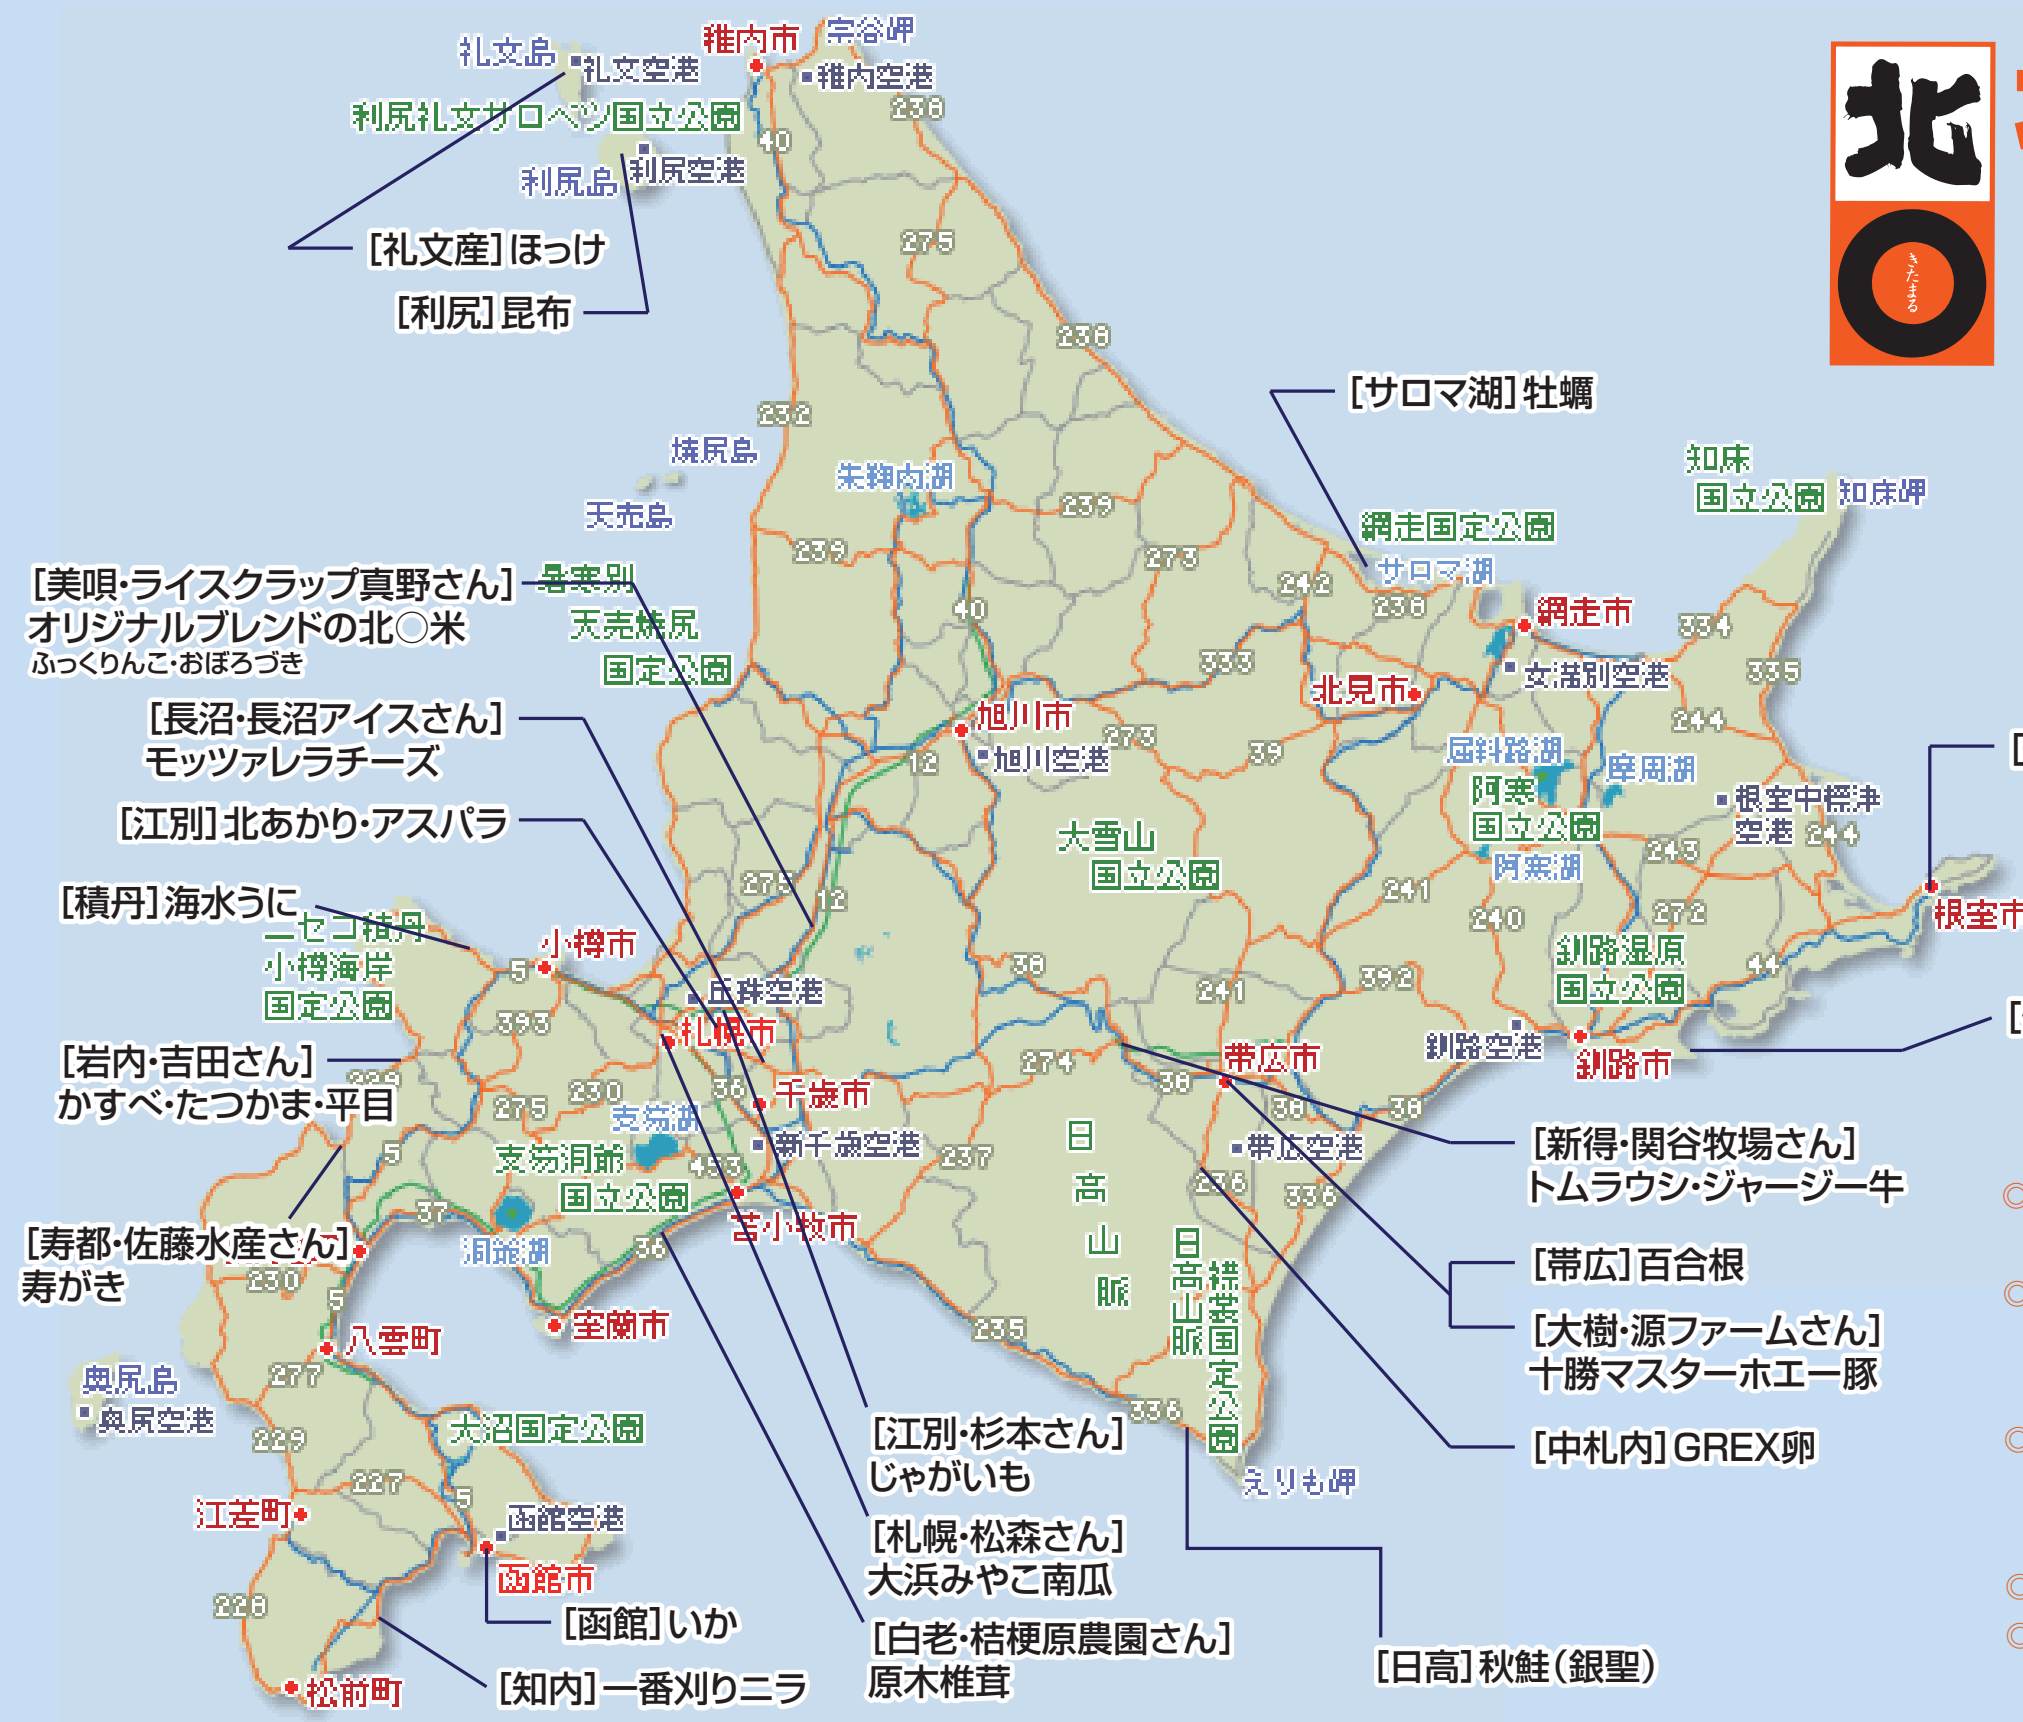 礼文島
礼文空港
稚内市
宗谷岬
稚内空港
利尻礼文サロベツ国立公園
238
40
利尻空港
利尻島
北
きたまる
275
[礼文産]ほっけ
[利尻]昆布
238
232
[サロマ湖]牡蠣
焼尻島
朱鞠内湖
天売島
239
239
273
242
238
知床
国立公園
知床岬
網走国定公園
サロマ湖
網走市
334
335
女満別空港
[美唄・ライスクラップ真野さん]
オリジナルブレンドの北○米
ふっくりんこ・おぼろづき
暑寒別
天売焼尻
国定公園
40
333
北見市
244
[長沼・長沼アイスさん]
モッツァレラチーズ
旭川市
旭川空港
12
273
39
屈斜路湖
摩周湖
阿寒
国立公園
根室中標津
空港
244
243
阿寒湖
[江別]北あかり・アスパラ
大雪山
国立公園
275
12
241
240
272
[
根室市
[積丹]海水うに
ニセコ積丹
小樽海岸
国定公園
小樽市
5
393
丘珠空港
札幌市
38
241
392
釧路湿原
国立公園
44
釧路空港
釧路市
[
[岩内・吉田さん]
かすべ・たつかま・平目
229
275
230
36
千歳市
支笏湖
新千歳空港
274
帯広市
38
38
38
帯広空港
[新得・関谷牧場さん]
トムラウシ・ジャージー牛
5
支笏洞爺
国立公園
453
237
日高山脈
236
336
37
[寿都・佐藤水産さん]
寿がき
230
5
洞爺湖
36
苫小牧市
日高山脈
襟裳国定公園
[帯広]百合根
[大樹・源ファームさん]
十勝マスターホエー豚
室蘭市
235
八雲町
277
奥尻島
奥尻空港
229
大沼国定公園
336
[江別・杉本さん]
じゃがいも
[中札内]GREX卵
えりも岬
227
5
江差町
函館空港
函館市
[札幌・松森さん]
大浜みやこ南瓜
228
[函館]いか
[白老・桔梗原農園さん]
原木椎茸
[日高]秋鮭(銀聖)
松前町
[知内]一番刈りニラ
◎
◎
◎
◎
◎